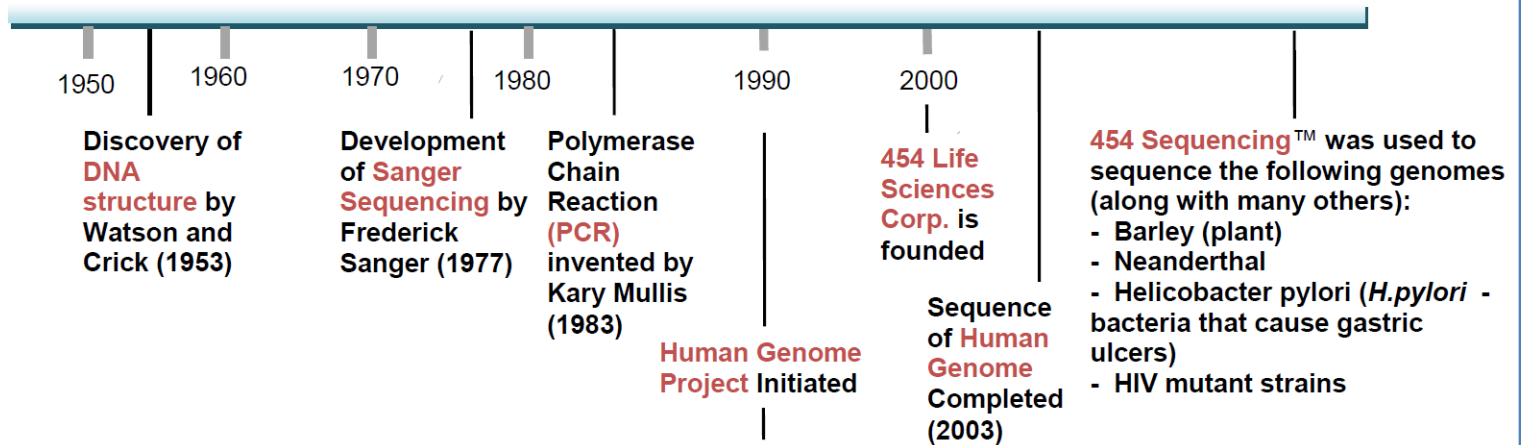 1950
1960
1970
1980
1990
2000
Discovery of
DNA
structure by
Watson and
Crick (1953)
Development
of Sanger
Sequencing by
Frederick
Sanger (1977)
Polymerase
Chain
Reaction
(PCR)
invented by
Kary Mullis
(1983)
Human Genome
Project Initiated
454 Life
Sciences
Corp. is
founded
Sequence
of Human
Genome
Completed
(2003)
454 Sequencing™ was used to
sequence the following genomes
(along with many others):
- Barley (plant)
- Neanderthal
- Helicobacter pylori (H.pylori -
bacteria that cause gastric
ulcers)
- HIV mutant strains